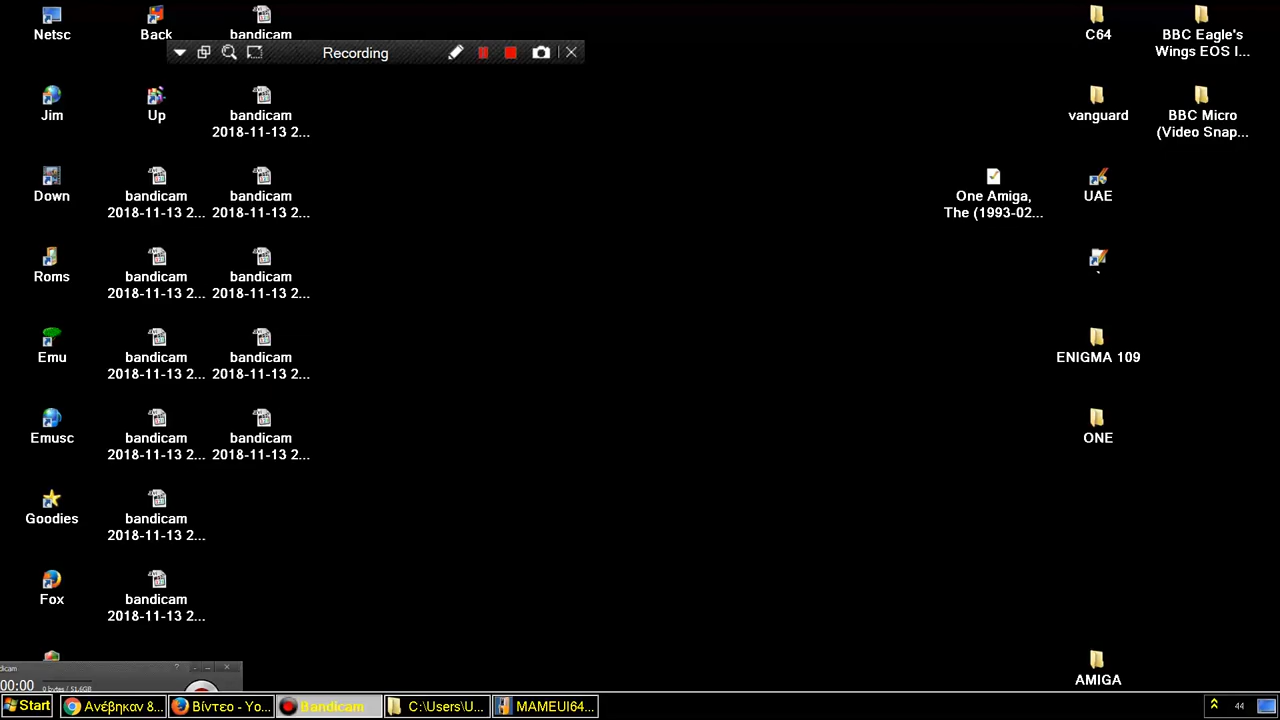 Netsc
Back
bandicam
C64
BBC Eagle's
Wings EOS I...
Recording
Jim
Up
bandicam
2018-11-13 2...
vanguard
BBC Micro
(Video Snap...
Down
bandicam
2018-11-13 2...
bandicam
2018-11-13 2...
One Amiga,
The (1993-02...
UAE
Roms
bandicam
2018-11-13 2...
bandicam
2018-11-13 2...
`
Emu
bandicam
2018-11-13 2...
bandicam
2018-11-13 2...
ENIGMA 109
Emusc
bandicam
2018-11-13 2...
bandicam
2018-11-13 2...
ONE
Goodies
bandicam
2018-11-13 2...
Fox
bandicam
2018-11-13 2...
AMIGA
dicam
00:00
0 bytes / 51.6GB
Start
Ανέβηκαν 8...
Βίντεο - Yo...
Bandicam
C:\Users\U...
MAMEUI64...
44